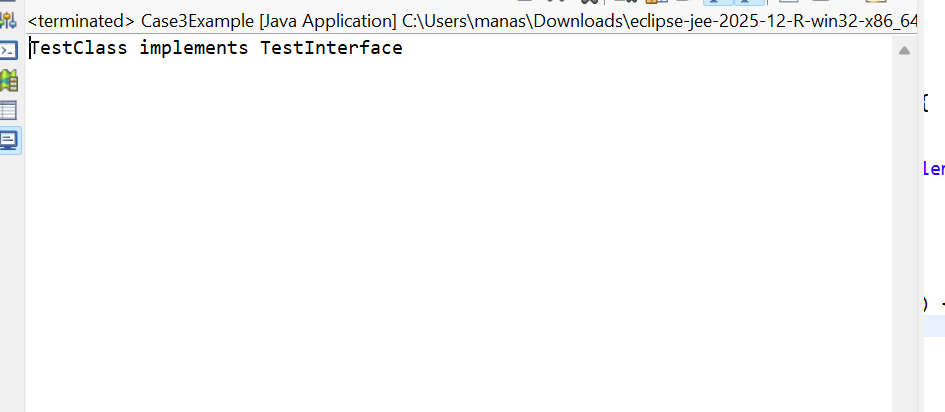 <terminated> Case3Example [Java Application] C:\Users\manas\Downloads\eclipse-jee-2025-12-R-win32-x86_64
TestClass implements TestInterface
{
) {